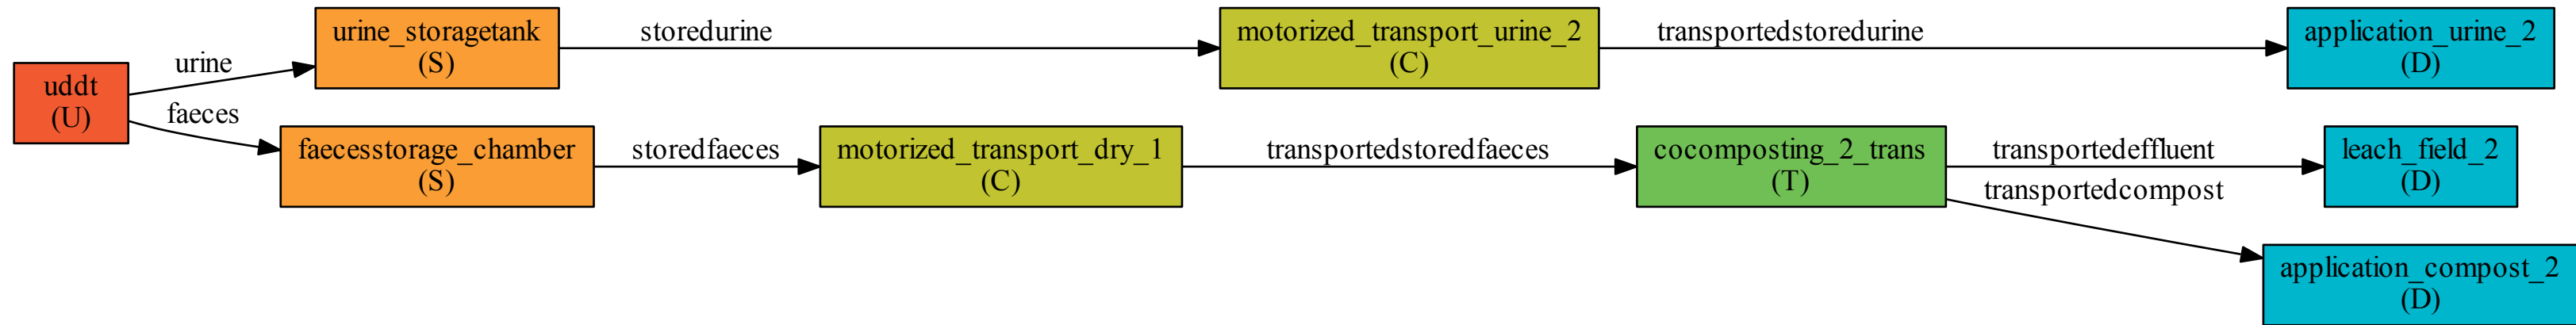 uddt
(U)
urine
faeces
urine_storagetank
(S)
storedurine
motorized_transport_urine_2
(C)
transportedstoredurine
application_urine_2
(D)
faecesstorage_chamber
(S)
storedfaeces
motorized_transport_dry_1
(C)
transportedstoredfaeces
cocomposting_2_trans
(T)
transportedeffluent
leach_field_2
(D)
transportedcompost
application_compost_2
(D)